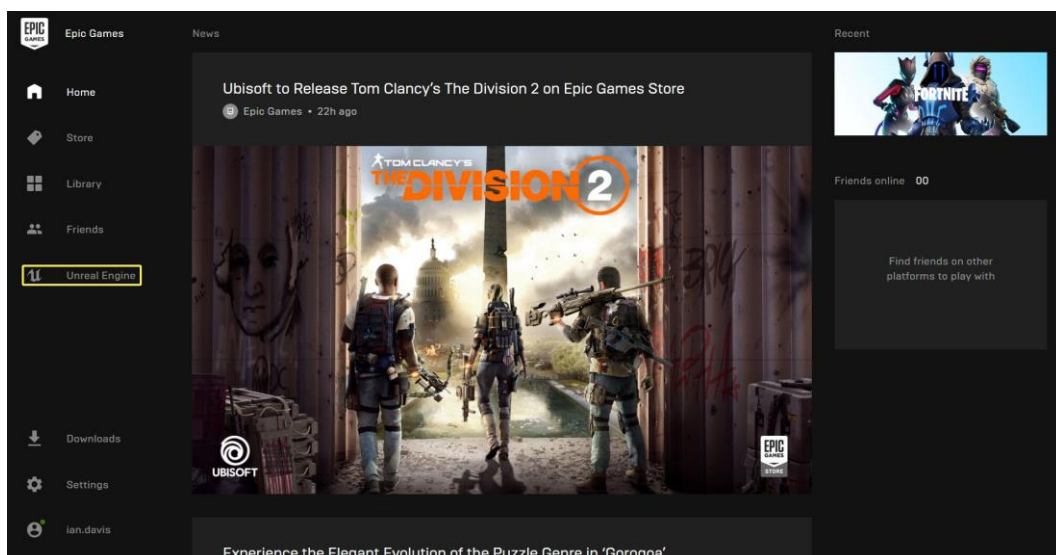 EPIC
GAMES
Epic Games
Home
Store
Library
Friends
Unreal Engine
Downloads
Settings
ian.davis
News
Ubisoft to Release Tom Clancy's The Division 2 on Epic Games Store
Epic Games • 22h ago
TOM CLANCY'S
THE DIVISION 2
UBISOFT
EPIC
GAMES
STORE
Experience the Elegant Evolution of the Puzzle Genre in 'Gorogoa'
Recent
FORTNITE
Friends online 00
Find friends on other
platforms to play with